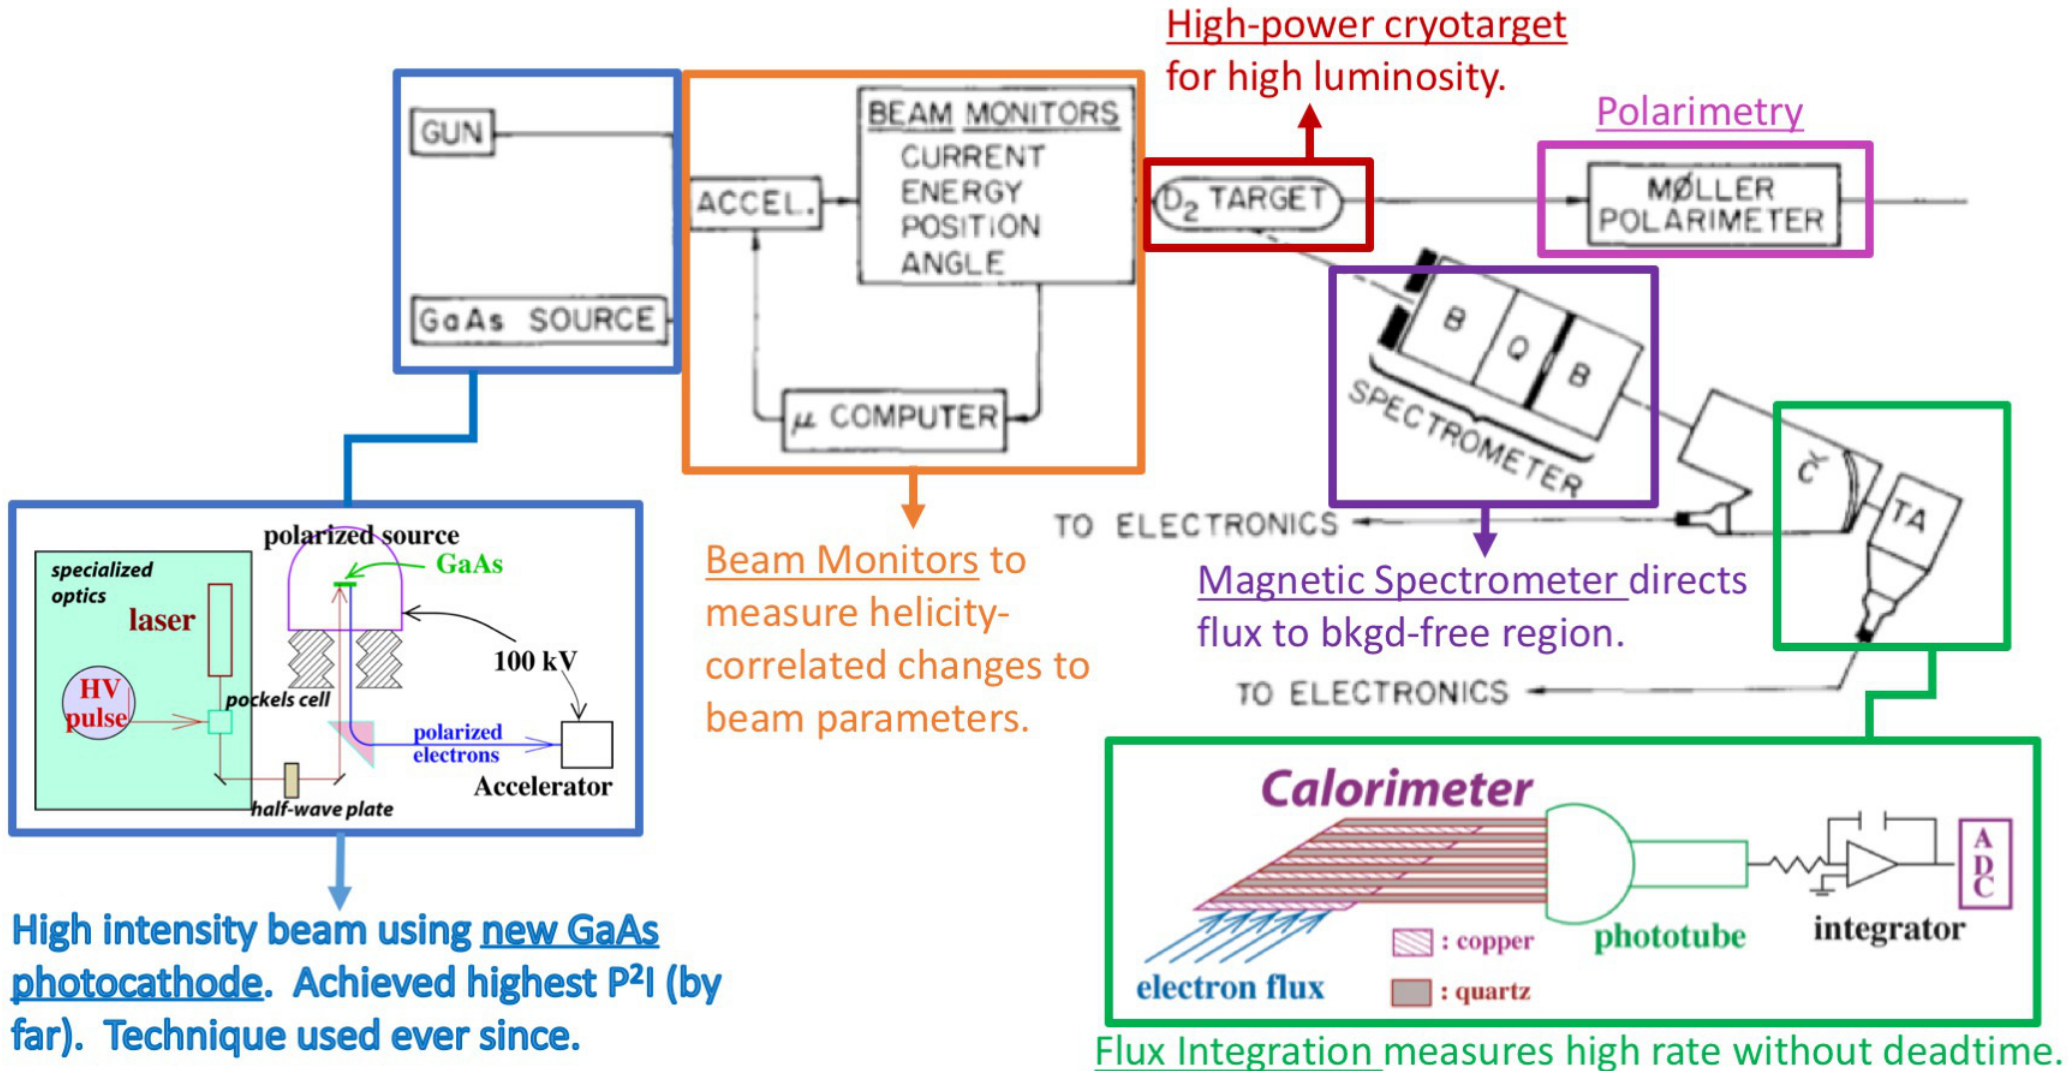 High-power cryotarget
for high luminosity.
Polarimetry
GUN
GaAs SOURCE
ACCEL.
BEAM MONITORS
CURRENT
ENERGY
POSITION
ANGLE
μ COMPUTER
D₂ TARGET
MØLLER
POLARIMETER
B
Q
B
SPECTROMETER
Č
TA
TO ELECTRONICS
TO ELECTRONICS
Beam Monitors to
measure helicity-
correlated changes to
beam parameters.
Magnetic Spectrometer directs
flux to bkgd-free region.
polarized source
specialized
optics
GaAs
laser
100 kV
HV
pulse
pockels cell
polarized
electrons
Accelerator
half-wave plate
High intensity beam using new GaAs
photocathode. Achieved highest P²I (by
far). Technique used ever since.
Calorimeter
A
D
C
integrator
phototube
: copper
: quartz
electron flux
Flux Integration measures high rate without deadtime.